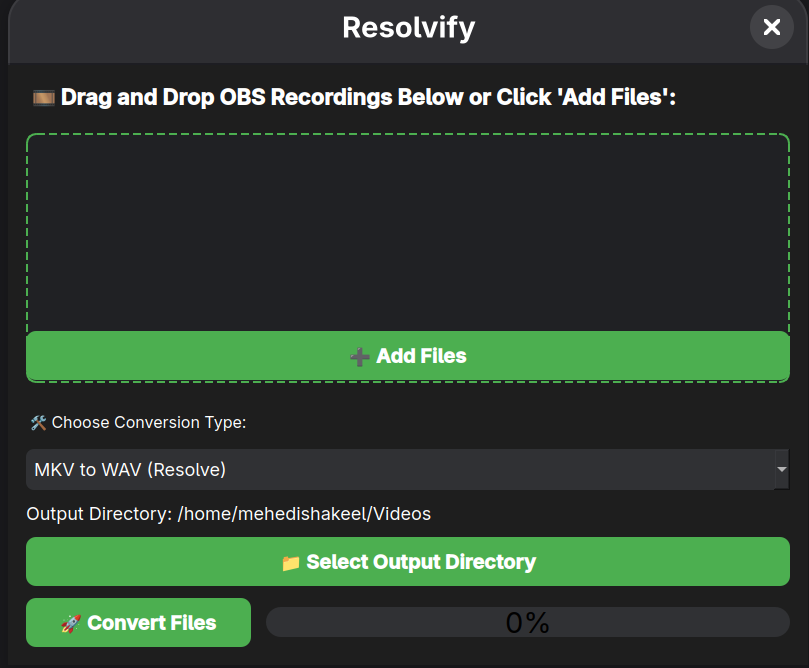 Resolvify
🎞️ Drag and Drop OBS Recordings Below or Click 'Add Files':
➕ Add Files
🛠️ Choose Conversion Type:
MKV to WAV (Resolve)
Output Directory: /home/mehedishakeel/Videos
📁 Select Output Directory
🚀 Convert Files
0%